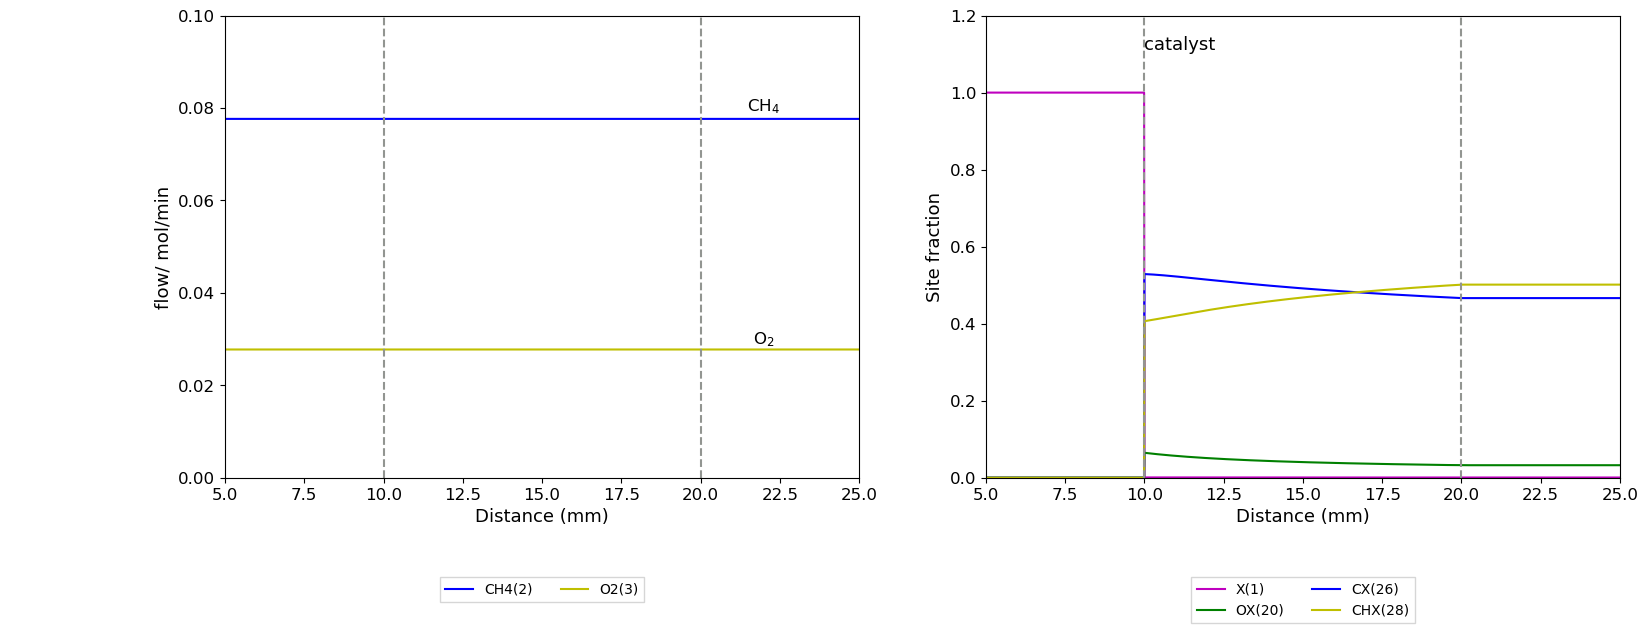 0.10
0.08
0.06
0.04
0.02
0.00
flow/ mol/min
CH₄
O₂
5.0 7.5 10.0 12.5 15.0 17.5 20.0 22.5 25.0
Distance (mm)
CH4(2) O2(3)
1.2
1.0
0.8
0.6
0.4
0.2
0.0
Site fraction
catalyst
5.0 7.5 10.0 12.5 15.0 17.5 20.0 22.5 25.0
Distance (mm)
X(1) CX(26)
OX(20) CHX(28)